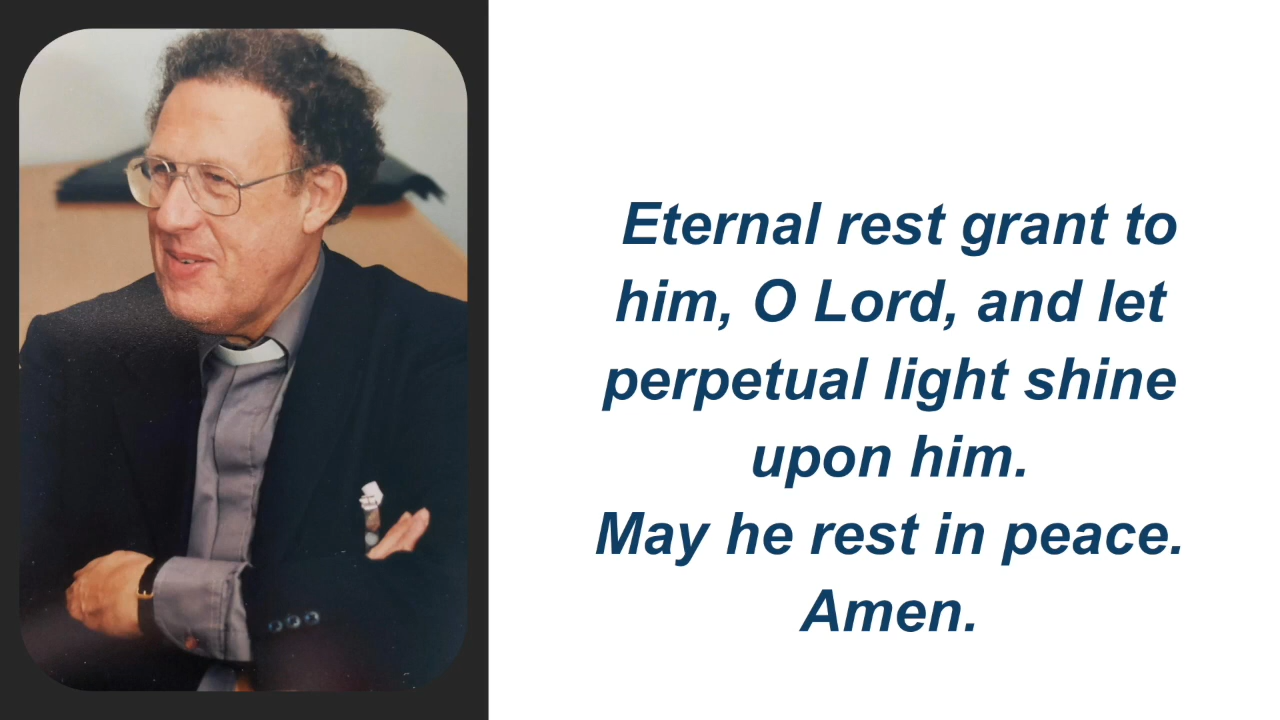 Eternal rest grant to
him, O Lord, and let
perpetual light shine
upon him.
May he rest in peace.
Amen.